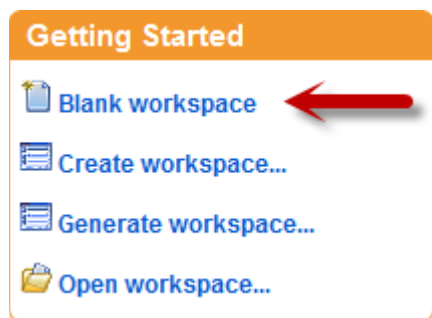 Getting Started
Blank workspace
Create workspace...
Generate workspace...
Open workspace...